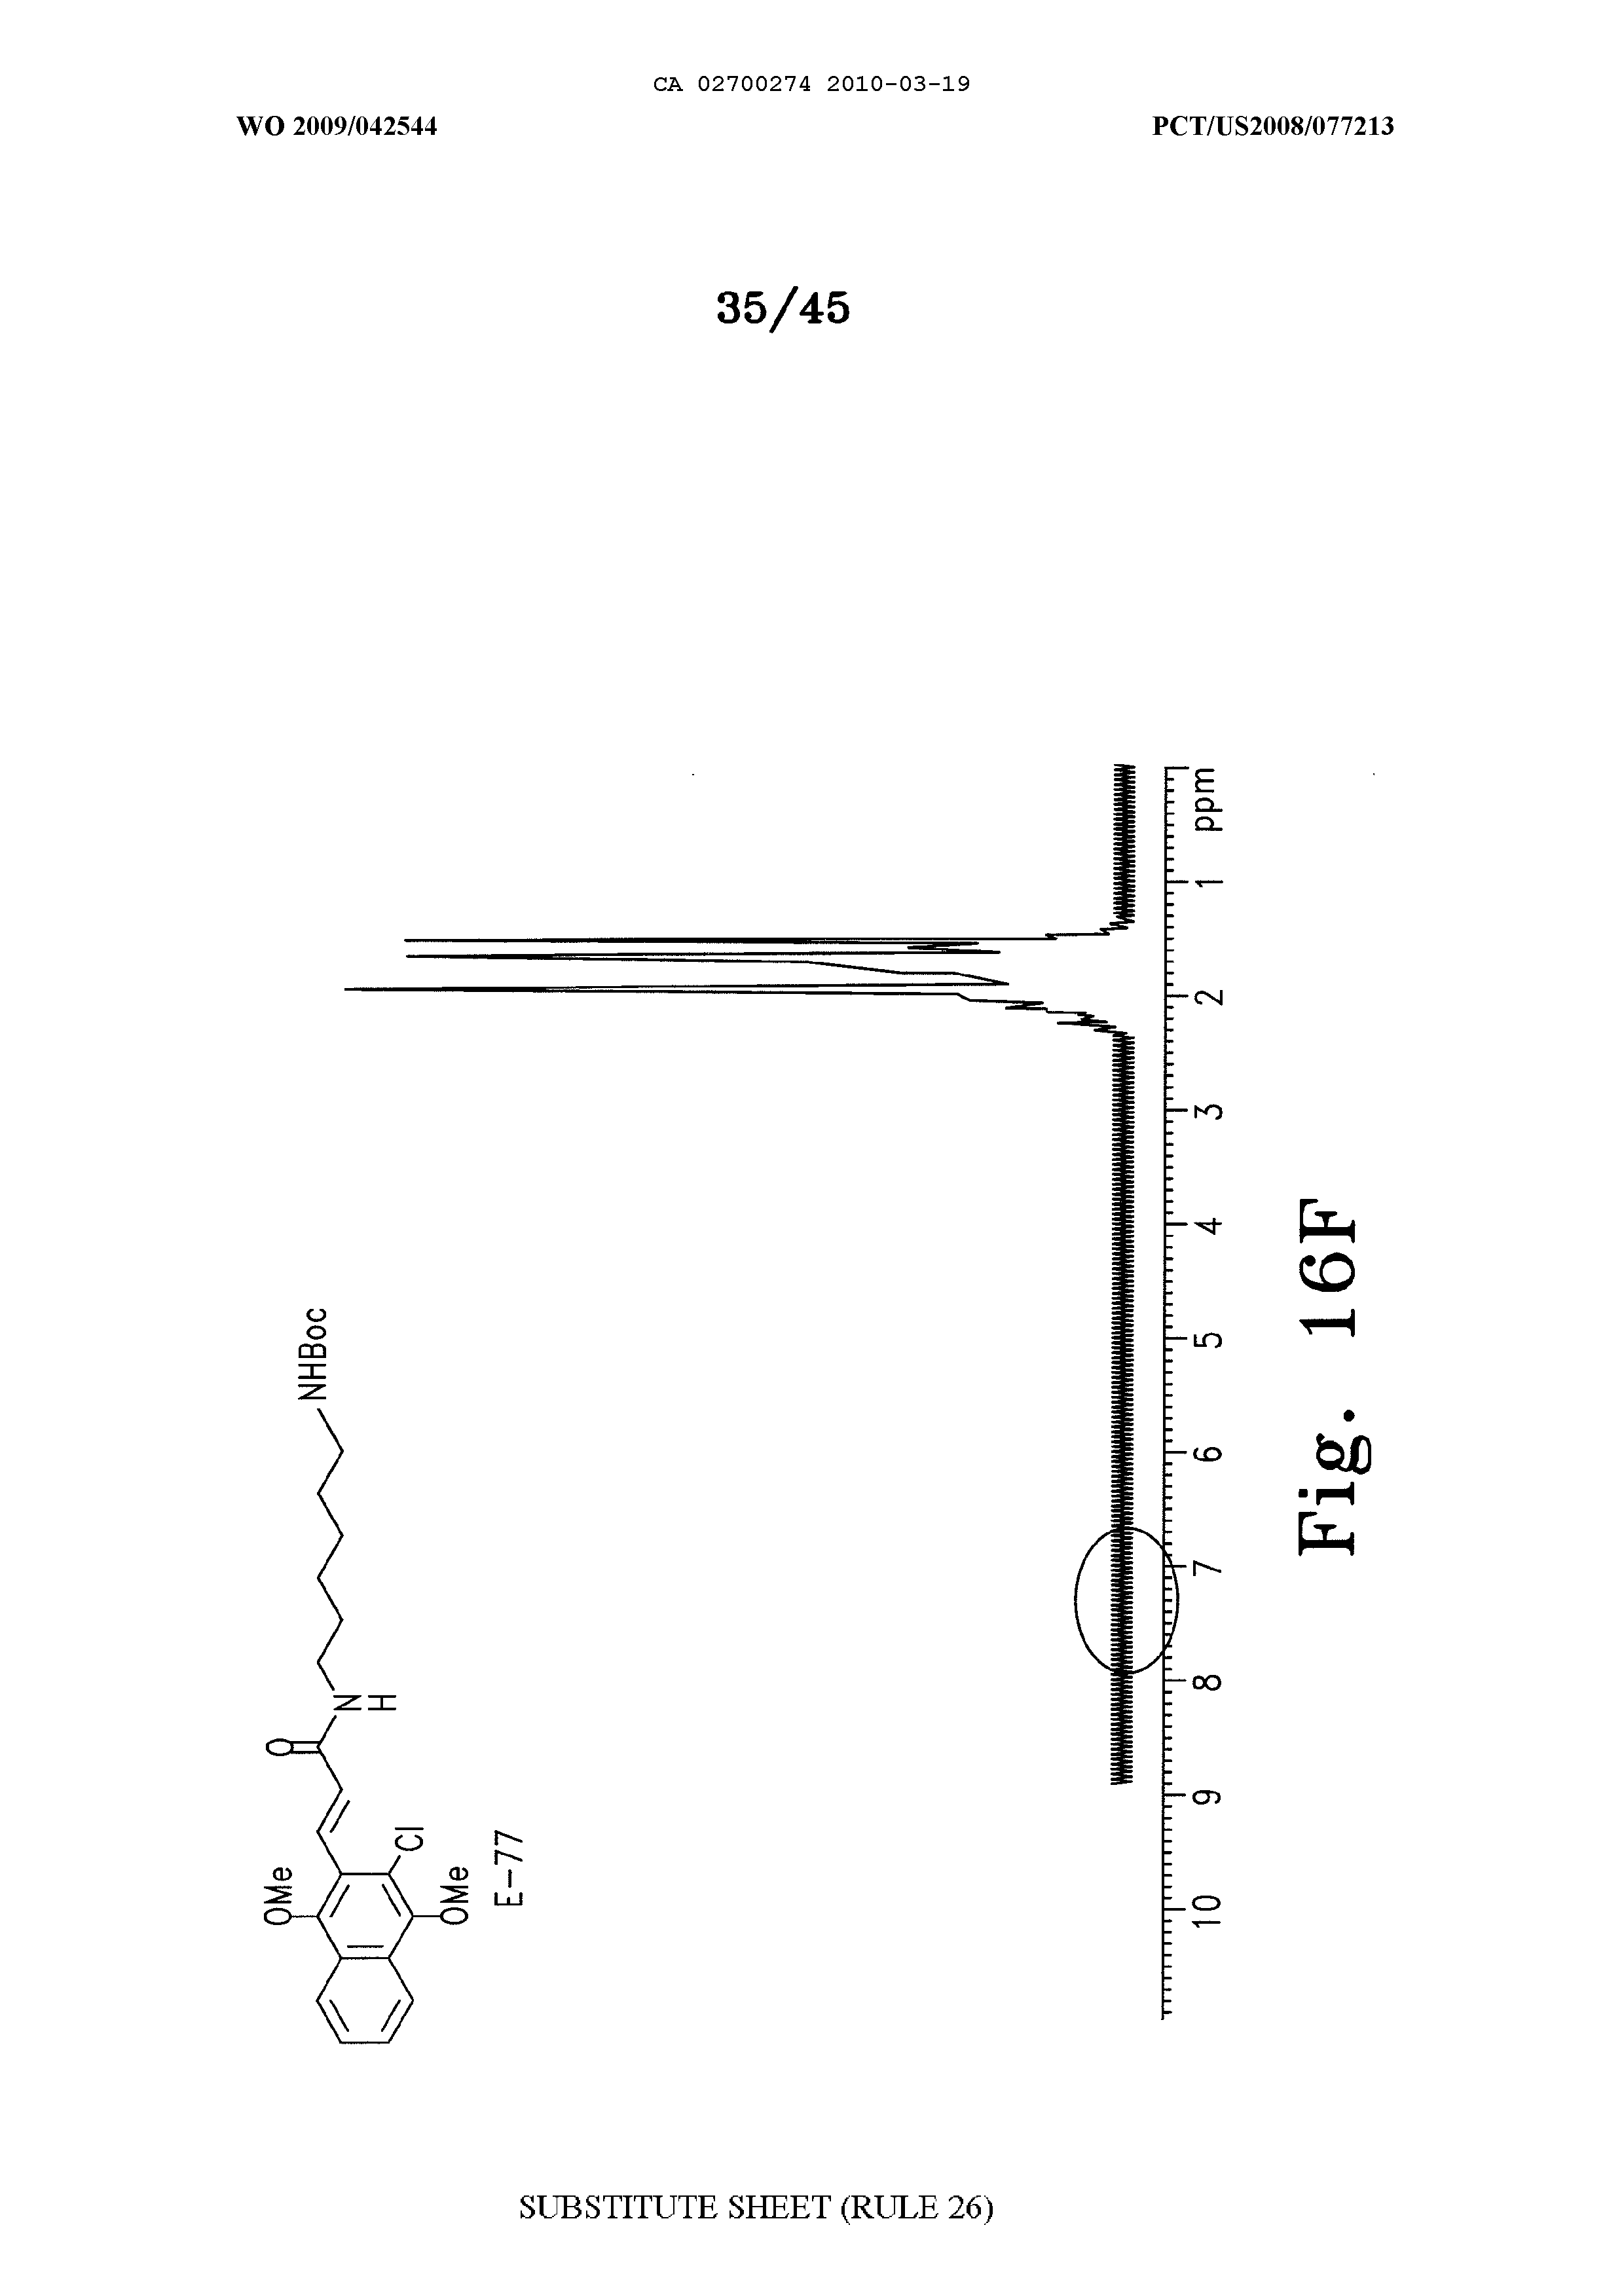 CA 02700274 2010-03-19
WO 2009/042544
PCT/US2008/077213
35/45
OMe
O
N
H
NHBoc
Cl
OMe
E-77
10 9 8 7 6 5 4 3 2 1 ppm
Fig. 16F
SUBSTITUTE SHEET (RULE 26)